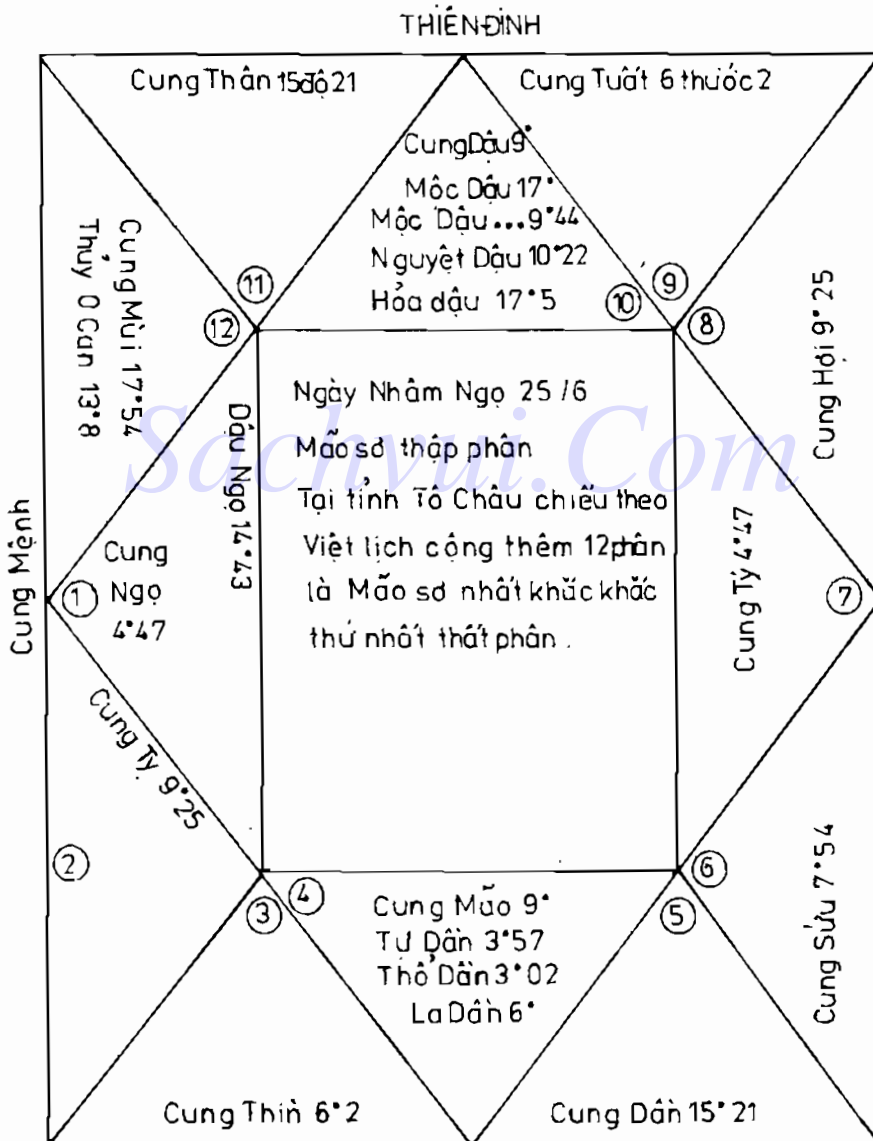 THIÊN ĐỈNH
Cung Thân 15độ21
Cung Tuất 6 thước 2
Cung Dậu 9°
Mộc Dậu 17°
Mộc Dậu...9°44
Nguyệt Dậu 10°22
Hỏa dậu 17°5
11
12
10
9
8
Cung Mùi 17°54
Thủy 0 Can 13°8
Cung Hợi 9°25
Dậu Ngọ 14°43
Ngày Nhâm Ngọ 25/6
Mão sơ thập phân
Tại tỉnh Tô Châu chiếu theo
Việt lịch cộng thêm 12 phân
là Mão sơ nhất khắc khắc
thứ nhất thất phân.
Sachvui.Com
Cung Mệnh
1
Cung
Ngọ
4°47
Cung Tý 4°47
7
Cung Tỵ 9°25
2
3
4
Cung Mão 9°
Tư Dần 3°57
Thổ Dần 3°02
La Dần 6°
6
5
Cung Sửu 7°54
Cung Thìn 6°2
Cung Dần 15°21